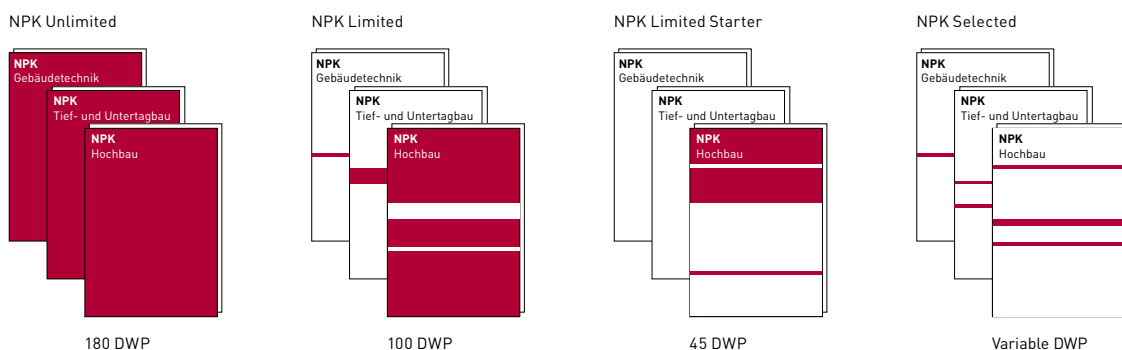 NPK Unlimited
NPK
Gebäudetechnik
NPK
Tief- und Untertagbau
NPK
Hochbau
180 DWP
NPK Limited
NPK
Gebäudetechnik
NPK
Tief- und Untertagbau
NPK
Hochbau
100 DWP
NPK Limited Starter
NPK
Gebäudetechnik
NPK
Tief- und Untertagbau
NPK
Hochbau
45 DWP
NPK Selected
NPK
Gebäudetechnik
NPK
Tief- und Untertagbau
NPK
Hochbau
Variable DWP